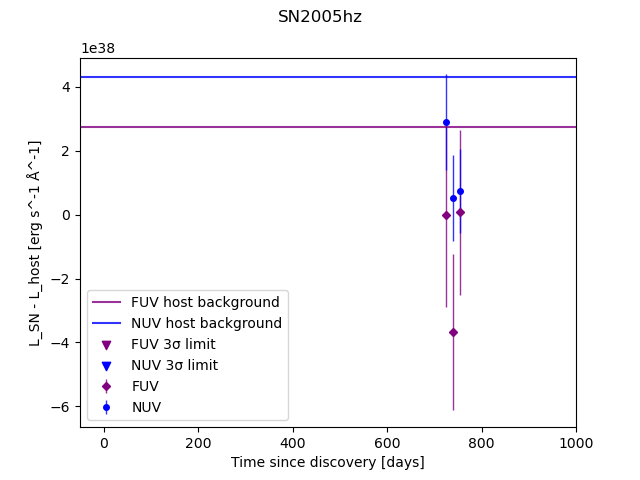 SN2005hz
1e38
4
2
0
−2
−4
−6
L_SN - L_host [erg s^-1 Å^-1]
FUV host background
NUV host background
FUV 3σ limit
NUV 3σ limit
FUV
NUV
0 200 400 600 800 1000
Time since discovery [days]